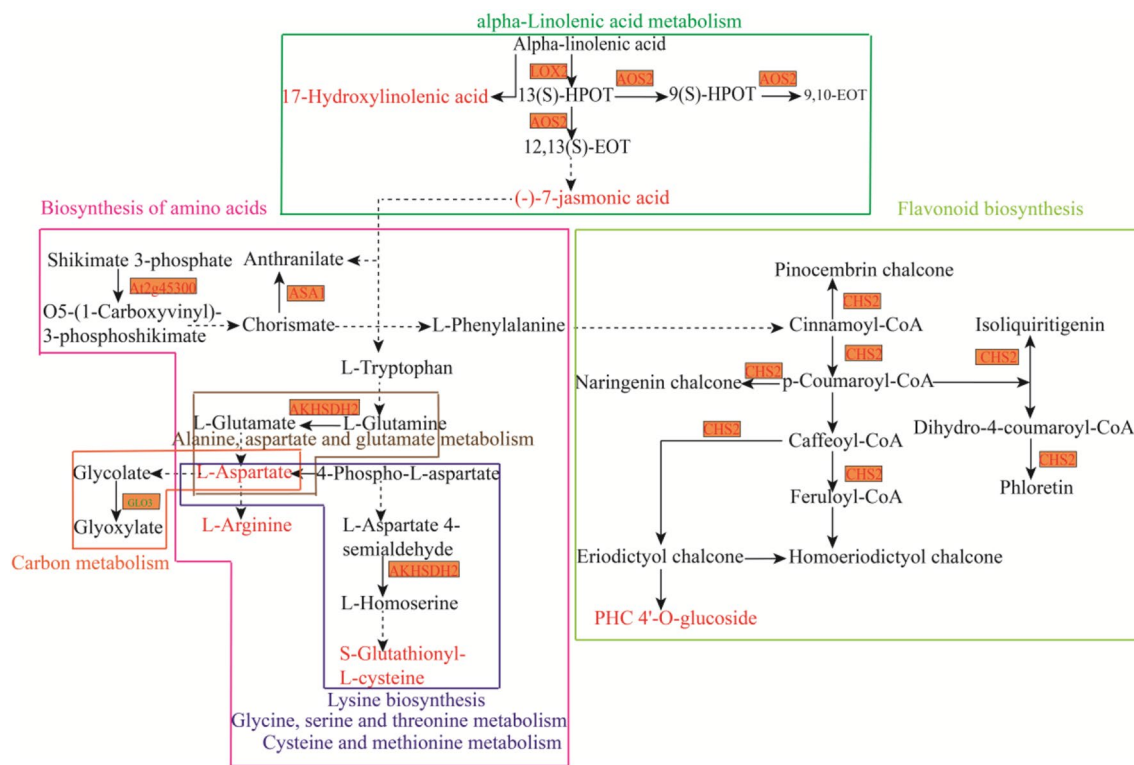 alpha-Linolenic acid metabolism
Alpha-linolenic acid
LOX2
17-Hydroxylinolenic acid
13(S)-HPOT
AOS2
9(S)-HPOT
AOS2
9,10-EOT
AOS2
12,13(S)-EOT
(-)-7-jasmonic acid
Biosynthesis of amino acids
Shikimate 3-phosphate
At2g45300
O5-(1-Carboxyvinyl)-
3-phosphoshikimate
Anthranilate
ASA1
Chorismate
L-Phenylalanine
L-Tryptophan
L-Glutamate
AKHSDH2
L-Glutamine
Alanine, aspartate and glutamate metabolism
Glycolate
L-Aspartate
4-Phospho-L-aspartate
GLO3
Glyoxylate
L-Arginine
Carbon metabolism
L-Aspartate 4-
semialdehyde
AKHSDH2
L-Homoserine
S-Glutathionyl-
L-cysteine
Lysine biosynthesis
Glycine, serine and threonine metabolism
Cysteine and methionine metabolism
Flavonoid biosynthesis
Pinocembrin chalcone
CHS2
Cinnamoyl-CoA
Isoliquiritigenin
CHS2
CHS2
Naringenin chalcone
CHS2
p-Coumaroyl-CoA
Dihydro-4-coumaroyl-CoA
CHS2
Caffeoyl-CoA
CHS2
CHS2
Phloretin
Feruloyl-CoA
Eriodictyol chalcone
Homoeriodictyol chalcone
PHC 4'-O-glucoside